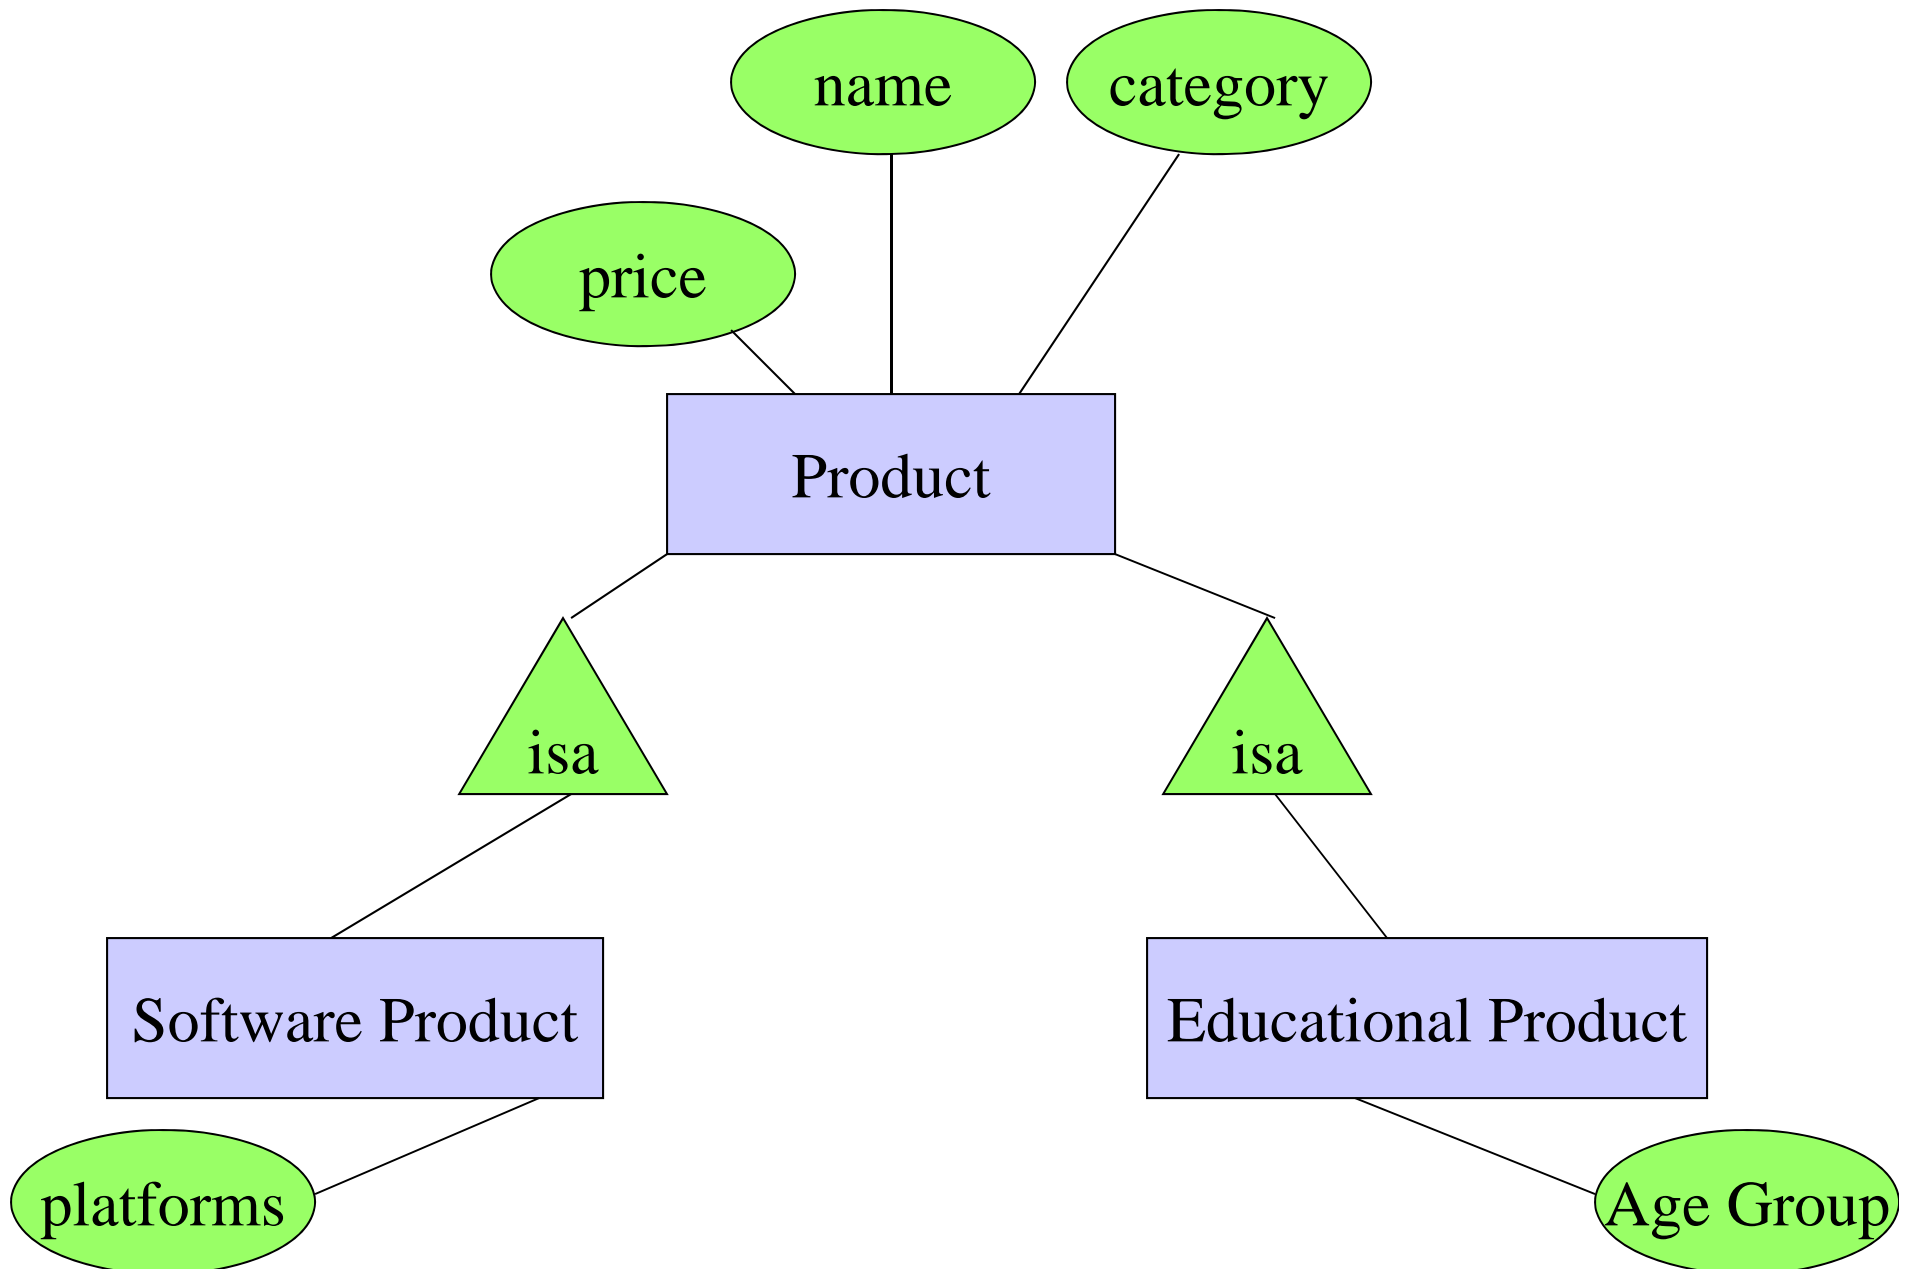 name
category
price
Product
isa
isa
Software Product
Educational Product
platforms
Age Group